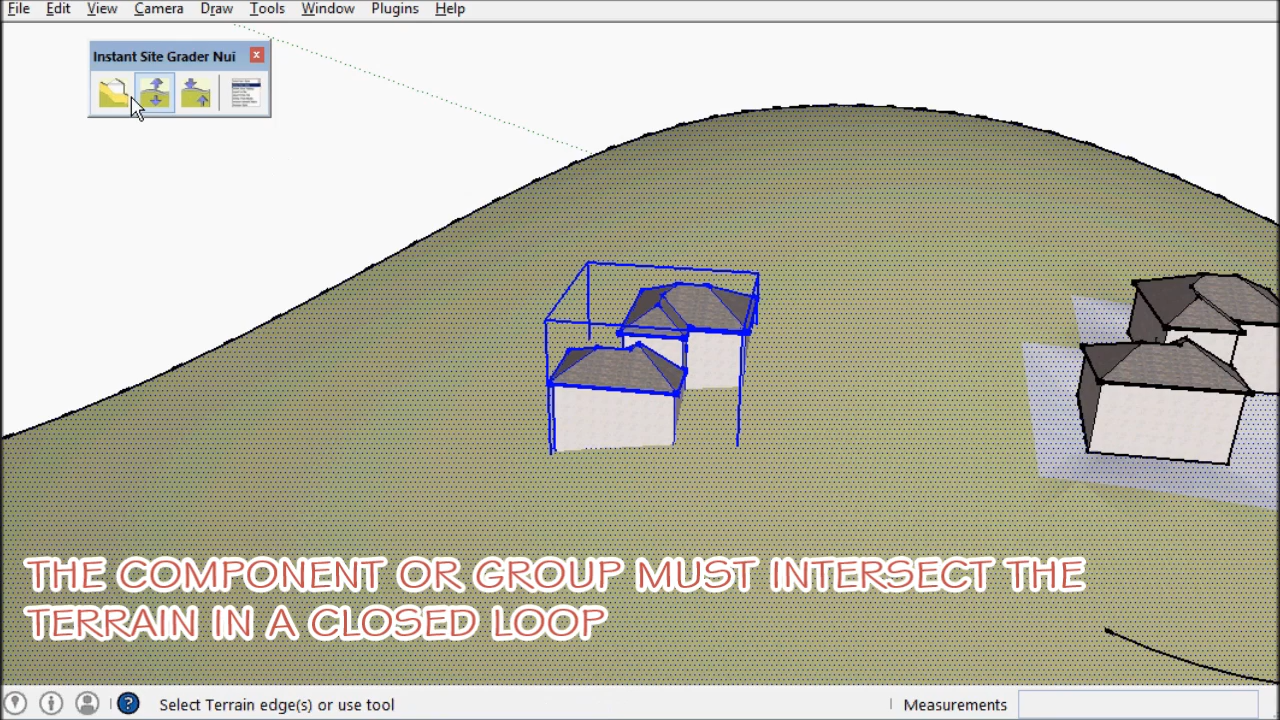 File Edit View Camera Draw Tools Window Plugins Help
Instant Site Grader Nui
THE COMPONENT OR GROUP MUST INTERSECT THE
TERRAIN IN A CLOSED LOOP
Select Terrain edge(s) or use tool
Measurements